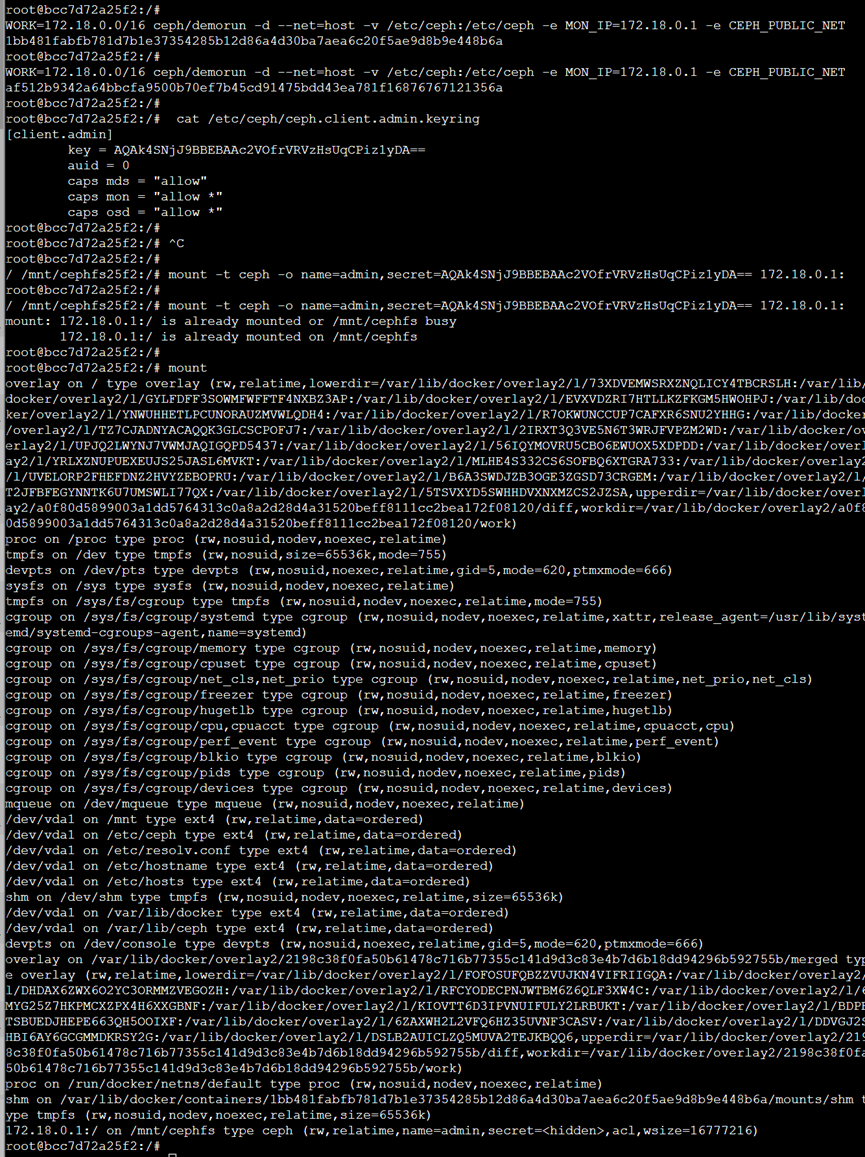 root@bcc7d72a25f2:/#
WORK=172.18.0.0/16 ceph/demorun -d --net=host -v /etc/ceph:/etc/ceph -e MON_IP=172.18.0.1 -e CEPH_PUBLIC_NET
1bb481fabfb781d7b1e37354285b12d86a4d30ba7aea6c20f5ae9d8b9e448b6a
root@bcc7d72a25f2:/#
WORK=172.18.0.0/16 ceph/demorun -d --net=host -v /etc/ceph:/etc/ceph -e MON_IP=172.18.0.1 -e CEPH_PUBLIC_NET
af512b9342a64bbcfa9500b70ef7b45cd91475bdd43ea781f16876767121356a
root@bcc7d72a25f2:/#
root@bcc7d72a25f2:/#  cat /etc/ceph/ceph.client.admin.keyring
[client.admin]
        key = AQAk4SNjJ9BBEBAAc2VOfrVRVzHsUqCPiz1yDA==
        auid = 0
        caps mds = "allow"
        caps mon = "allow *"
        caps osd = "allow *"
root@bcc7d72a25f2:/#
root@bcc7d72a25f2:/# ^C
root@bcc7d72a25f2:/#
/ /mnt/cephfs25f2:/# mount -t ceph -o name=admin,secret=AQAk4SNjJ9BBEBAAc2VOfrVRVzHsUqCPiz1yDA== 172.18.0.1:
root@bcc7d72a25f2:/#
/ /mnt/cephfs25f2:/# mount -t ceph -o name=admin,secret=AQAk4SNjJ9BBEBAAc2VOfrVRVzHsUqCPiz1yDA== 172.18.0.1:
mount: 172.18.0.1:/ is already mounted or /mnt/cephfs busy
       172.18.0.1:/ is already mounted on /mnt/cephfs
root@bcc7d72a25f2:/#
root@bcc7d72a25f2:/# mount
overlay on / type overlay (rw,relatime,lowerdir=/var/lib/docker/overlay2/l/73XDVEMWSRXZNQLICY4TBCRSLH:/var/lib/
docker/overlay2/l/GYLFDFF3SOWMFWFFTF4NXBZ3AP:/var/lib/docker/overlay2/l/EVXVDZRI7HTLLKZFKGM5HWOHPJ:/var/lib/doc
ker/overlay2/l/YNWUHHETLPCUNORAUZMVWLQDH4:/var/lib/docker/overlay2/l/R7OKWUNCCUP7CAFXR6SNU2YHHG:/var/lib/docker
/overlay2/l/TZ7CJADNYACAQQK3GLCSCPOFJ7:/var/lib/docker/overlay2/l/2IRXT3Q3VE5N6T3WRJFVPZM2WD:/var/lib/docker/ov
erlay2/l/UPJQ2LWYNJ7VWMJAQIGQPD5437:/var/lib/docker/overlay2/l/56IQYMOVRU5CBO6EWUOX5XDPDD:/var/lib/docker/overl
ay2/l/YRLXZNUPUEXEUJS25JASL6MVKT:/var/lib/docker/overlay2/l/MLHE4S332CS6SOFBQ6XTGRA733:/var/lib/docker/overlay2
/l/UVELORP2FHEFDNZ2HVYZEBOPRU:/var/lib/docker/overlay2/l/B6A3SWDJZB3OGE3ZGSD73CRGEM:/var/lib/docker/overlay2/l/
T2JFBFEGYNNTK6U7UMSWLI77QX:/var/lib/docker/overlay2/l/5TSVXYD5SWHHDVXNXMZCS2JZSA,upperdir=/var/lib/docker/overl
ay2/a0f80d5899003a1dd5764313c0a8a2d28d4a31520beff8111cc2bea172f08120/diff,workdir=/var/lib/docker/overlay2/a0f8
0d5899003a1dd5764313c0a8a2d28d4a31520beff8111cc2bea172f08120/work)
proc on /proc type proc (rw,nosuid,nodev,noexec,relatime)
tmpfs on /dev type tmpfs (rw,nosuid,size=65536k,mode=755)
devpts on /dev/pts type devpts (rw,nosuid,noexec,relatime,gid=5,mode=620,ptmxmode=666)
sysfs on /sys type sysfs (rw,nosuid,nodev,noexec,relatime)
tmpfs on /sys/fs/cgroup type tmpfs (rw,nosuid,nodev,noexec,relatime,mode=755)
cgroup on /sys/fs/cgroup/systemd type cgroup (rw,nosuid,nodev,noexec,relatime,xattr,release_agent=/usr/lib/syst
emd/systemd-cgroups-agent,name=systemd)
cgroup on /sys/fs/cgroup/memory type cgroup (rw,nosuid,nodev,noexec,relatime,memory)
cgroup on /sys/fs/cgroup/cpuset type cgroup (rw,nosuid,nodev,noexec,relatime,cpuset)
cgroup on /sys/fs/cgroup/net_cls,net_prio type cgroup (rw,nosuid,nodev,noexec,relatime,net_prio,net_cls)
cgroup on /sys/fs/cgroup/freezer type cgroup (rw,nosuid,nodev,noexec,relatime,freezer)
cgroup on /sys/fs/cgroup/hugetlb type cgroup (rw,nosuid,nodev,noexec,relatime,hugetlb)
cgroup on /sys/fs/cgroup/cpu,cpuacct type cgroup (rw,nosuid,nodev,noexec,relatime,cpuacct,cpu)
cgroup on /sys/fs/cgroup/perf_event type cgroup (rw,nosuid,nodev,noexec,relatime,perf_event)
cgroup on /sys/fs/cgroup/blkio type cgroup (rw,nosuid,nodev,noexec,relatime,blkio)
cgroup on /sys/fs/cgroup/pids type cgroup (rw,nosuid,nodev,noexec,relatime,pids)
cgroup on /sys/fs/cgroup/devices type cgroup (rw,nosuid,nodev,noexec,relatime,devices)
mqueue on /dev/mqueue type mqueue (rw,nosuid,nodev,noexec,relatime)
/dev/vda1 on /mnt type ext4 (rw,relatime,data=ordered)
/dev/vda1 on /etc/ceph type ext4 (rw,relatime,data=ordered)
/dev/vda1 on /etc/resolv.conf type ext4 (rw,relatime,data=ordered)
/dev/vda1 on /etc/hostname type ext4 (rw,relatime,data=ordered)
/dev/vda1 on /etc/hosts type ext4 (rw,relatime,data=ordered)
shm on /dev/shm type tmpfs (rw,nosuid,nodev,noexec,relatime,size=65536k)
/dev/vda1 on /var/lib/docker type ext4 (rw,relatime,data=ordered)
/dev/vda1 on /var/lib/ceph type ext4 (rw,relatime,data=ordered)
devpts on /dev/console type devpts (rw,nosuid,noexec,relatime,gid=5,mode=620,ptmxmode=666)
overlay on /var/lib/docker/overlay2/2198c38f0fa50b61478c716b77355c141d9d3c83e4b7d6b18dd94296b592755b/merged typ
e overlay (rw,relatime,lowerdir=/var/lib/docker/overlay2/l/FOFOSUFQBZZVUJKN4VIFRIIGQA:/var/lib/docker/overlay2/
l/DHDAX6ZWX6O2YC3ORMMZVEGOZH:/var/lib/docker/overlay2/l/RFCYODECPNJWTBM6Z6QLF3XW4C:/var/lib/docker/overlay2/l/6
MYG25Z7HKPMCXZPX4H6XXGBNF:/var/lib/docker/overlay2/l/KIOVTT6D3IPVNUIFULY2LRBUKT:/var/lib/docker/overlay2/l/BDPE
TSBUEDJHEPE663QH5OOIXF:/var/lib/docker/overlay2/l/6ZAXWH2L2VFQ6HZ35UVNF3CASV:/var/lib/docker/overlay2/l/DDVGJ2S
HBI6AY6GCGMMDKRSY2G:/var/lib/docker/overlay2/l/DSLB2AUICLZQ5MUVA2TEJKBQQ6,upperdir=/var/lib/docker/overlay2/219
8c38f0fa50b61478c716b77355c141d9d3c83e4b7d6b18dd94296b592755b/diff,workdir=/var/lib/docker/overlay2/2198c38f0fa
50b61478c716b77355c141d9d3c83e4b7d6b18dd94296b592755b/work)
proc on /run/docker/netns/default type proc (rw,nosuid,nodev,noexec,relatime)
shm on /var/lib/docker/containers/1bb481fabfb781d7b1e37354285b12d86a4d30ba7aea6c20f5ae9d8b9e448b6a/mounts/shm t
ype tmpfs (rw,nosuid,nodev,noexec,relatime,size=65536k)
172.18.0.1:/ on /mnt/cephfs type ceph (rw,relatime,name=admin,secret=<hidden>,acl,wsize=16777216)
root@bcc7d72a25f2:/#